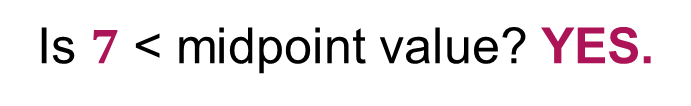 Is 7 < midpoint value? YES.